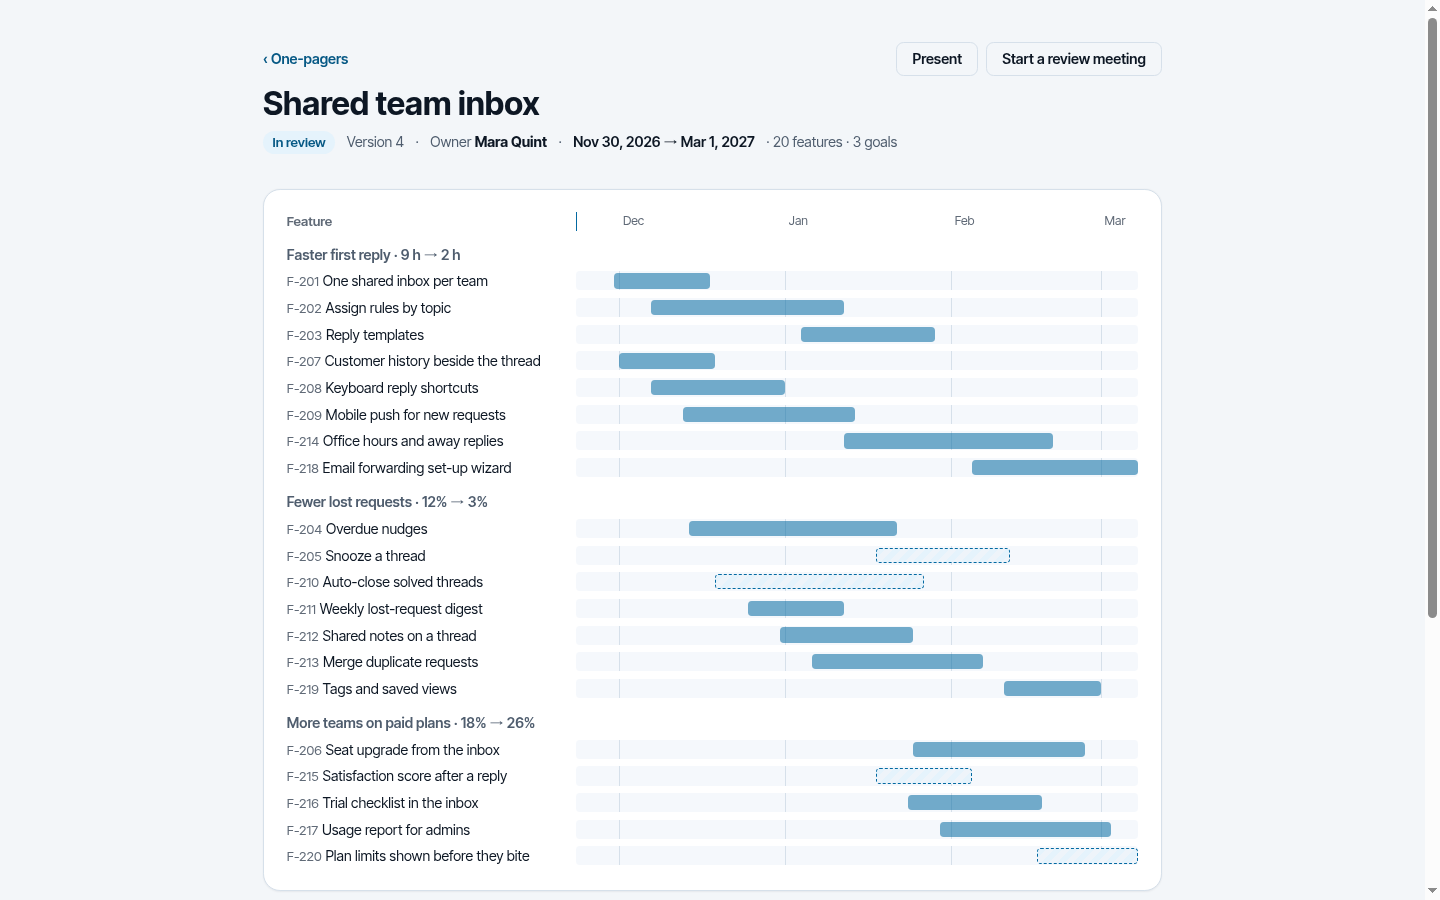 ‹ One-pagers
Present
Start a review meeting
Shared team inbox
In review Version 4 · Owner Mara Quint · Nov 30, 2026 → Mar 1, 2027 · 20 features · 3 goals
Feature Dec Jan Feb Mar
Faster first reply · 9 h → 2 h
F-201 One shared inbox per team
F-202 Assign rules by topic
F-203 Reply templates
F-207 Customer history beside the thread
F-208 Keyboard reply shortcuts
F-209 Mobile push for new requests
F-214 Office hours and away replies
F-218 Email forwarding set-up wizard
Fewer lost requests · 12% → 3%
F-204 Overdue nudges
F-205 Snooze a thread
F-210 Auto-close solved threads
F-211 Weekly lost-request digest
F-212 Shared notes on a thread
F-213 Merge duplicate requests
F-219 Tags and saved views
More teams on paid plans · 18% → 26%
F-206 Seat upgrade from the inbox
F-215 Satisfaction score after a reply
F-216 Trial checklist in the inbox
F-217 Usage report for admins
F-220 Plan limits shown before they bite